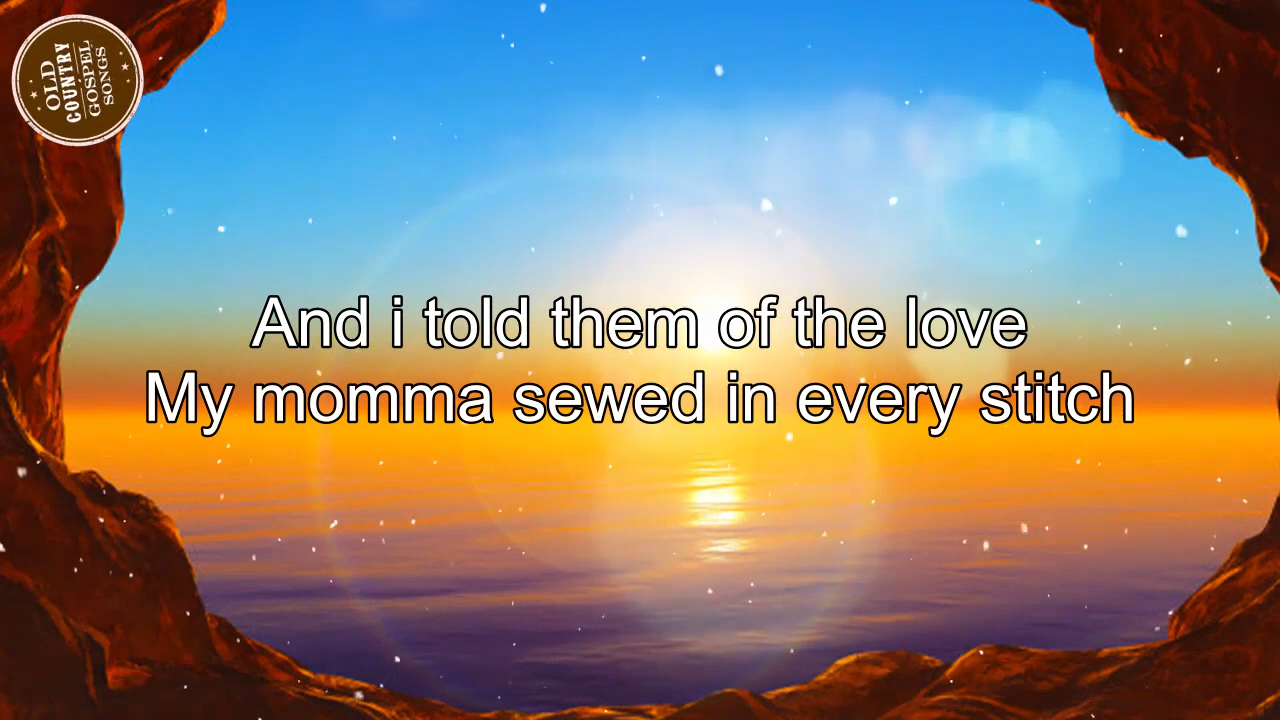 OLD
COUNTRY
GOSPEL
SONGS
And i told them of the love
My momma sewed in every stitch